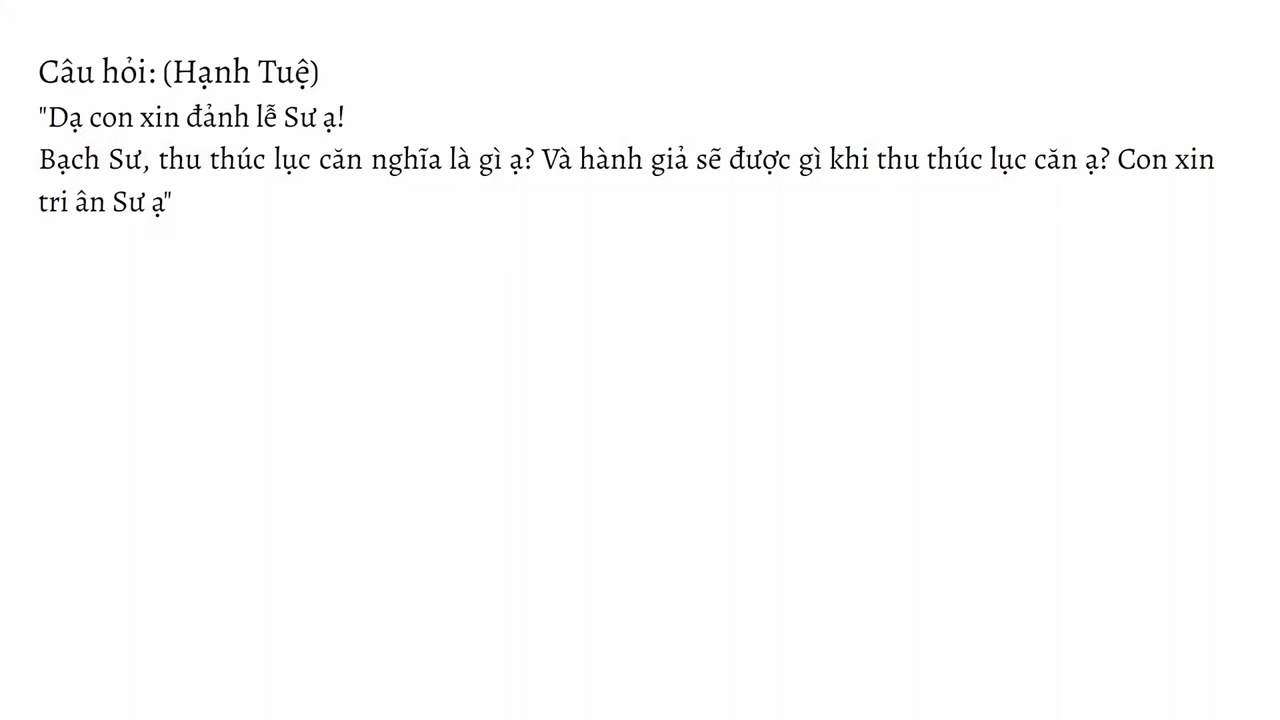 Câu hỏi: (Hạnh Tuệ)
"Dạ con xin đảnh lễ Sư ạ!
Bạch Sư, thu thúc lục căn nghĩa là gì ạ? Và hành giả sẽ được gì khi thu thúc lục căn ạ? Con xin
tri ân Sư ạ"